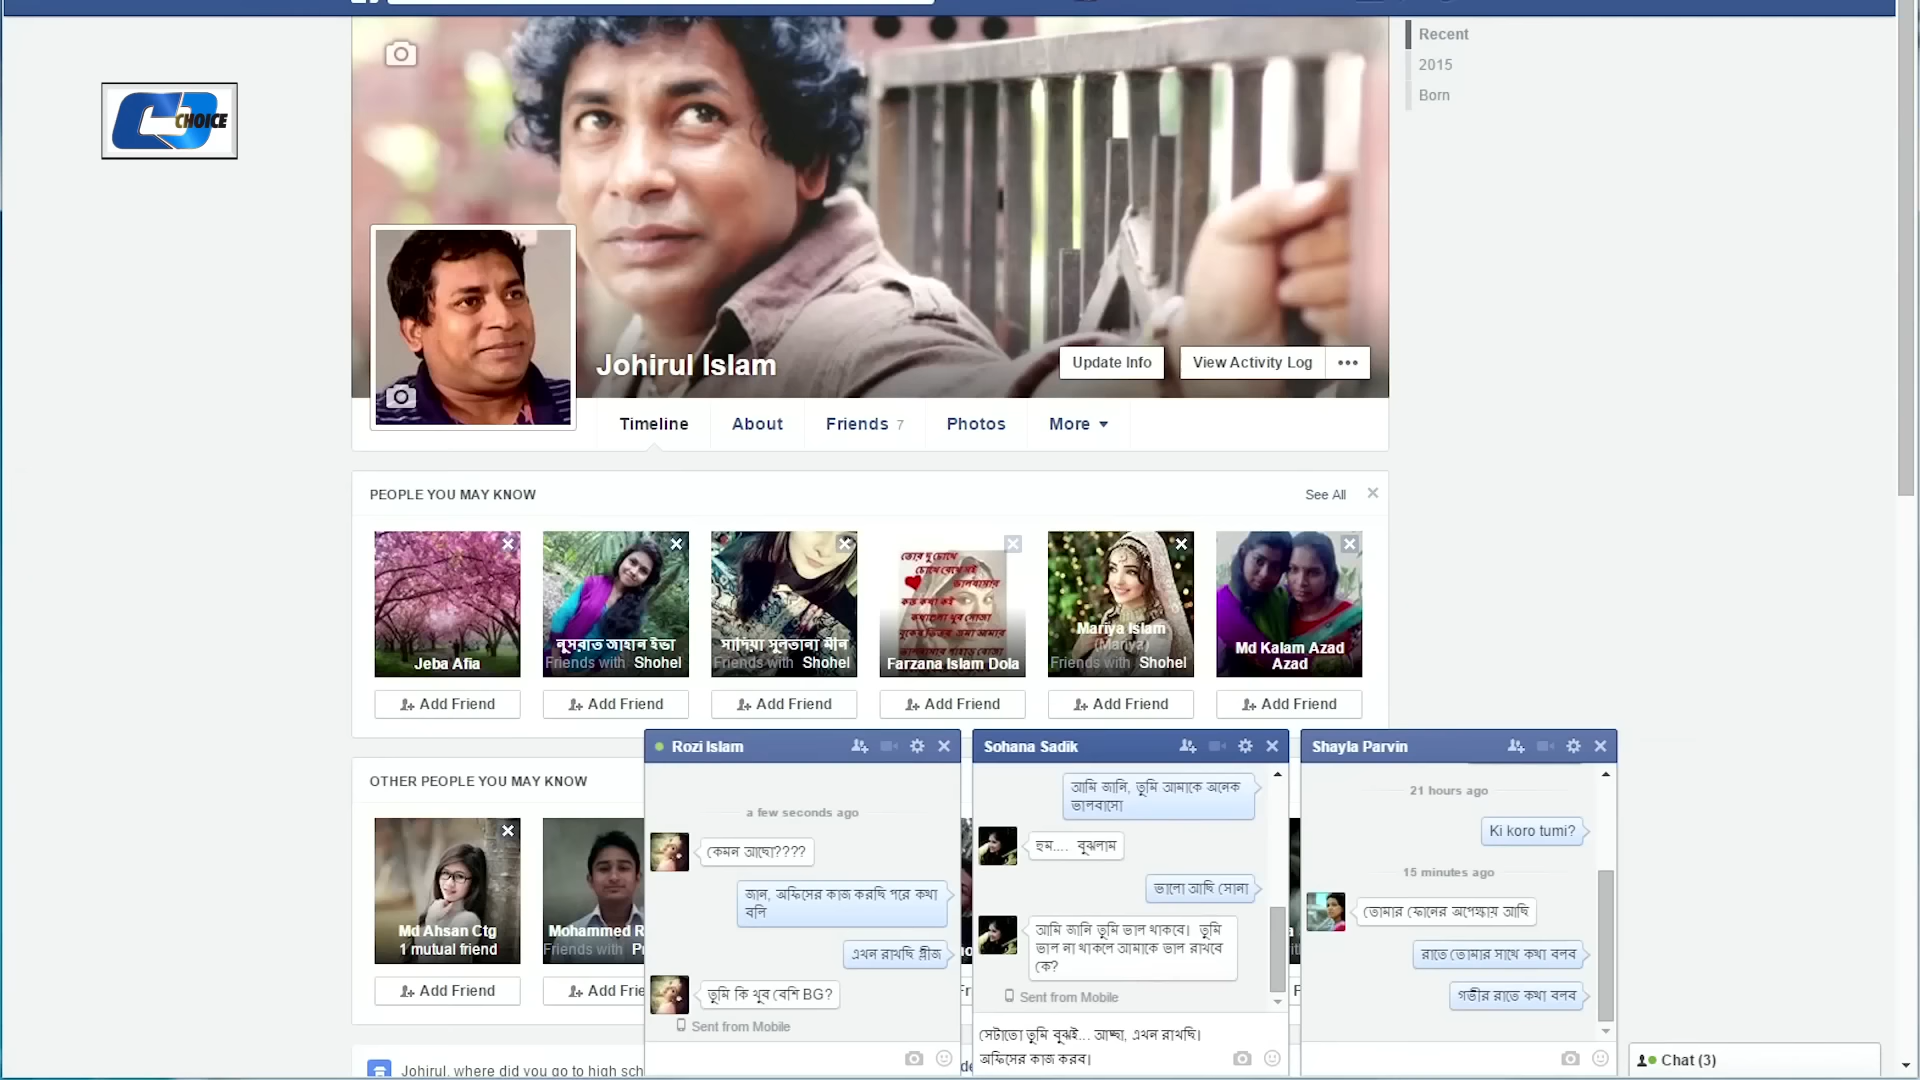 Recent
2015
Born
CHOICE
Johirul Islam
Update Info
View Activity Log
Timeline
About
Friends 7
Photos
More
PEOPLE YOU MAY KNOW
See All
Jeba Afia
নুসরাত জাহান ইভা
Friends with Shohel
সাদিয়া সুলতানা মীন
Friends with Shohel
তোর দু চোখে
Farzana Islam Dola
Mariya Islam
(Mariya)
Friends with Shohel
Md Kalam Azad
Azad
Add Friend
Add Friend
Add Friend
Add Friend
Add Friend
Add Friend
OTHER PEOPLE YOU MAY KNOW
Md Ahsan Ctg
1 mutual friend
Mohammed R
Friends with
Add Friend
Add Frie
Johirul, where did you go to high sch
Rozi Islam
a few seconds ago
কেমন আছো????
জান, অফিসের কাজ করছি পরে কথা
বলি
এখন রাখছি প্লীজ
তুমি কি খুব বেশি BG?
Sent from Mobile
Sohana Sadik
আমি জানি, তুমি আমাকে অনেক
ভালবাসো
হুম.... বুঝলাম
ভালো আছি সোনা
আমি জানি তুমি ভাল থাকবে। তুমি
ভাল না থাকলে আমাকে ভাল রাখবে
কে?
Sent from Mobile
সেটাতো তুমি বুঝই... আচ্ছা, এখন রাখছি।
অফিসের কাজ করব।
Shayla Parvin
21 hours ago
Ki koro tumi?
15 minutes ago
তোমার ফোনের অপেক্ষায় আছি
রাতে তোমার সাথে কথা বলব
গভীর রাতে কথা বলব
Chat (3)